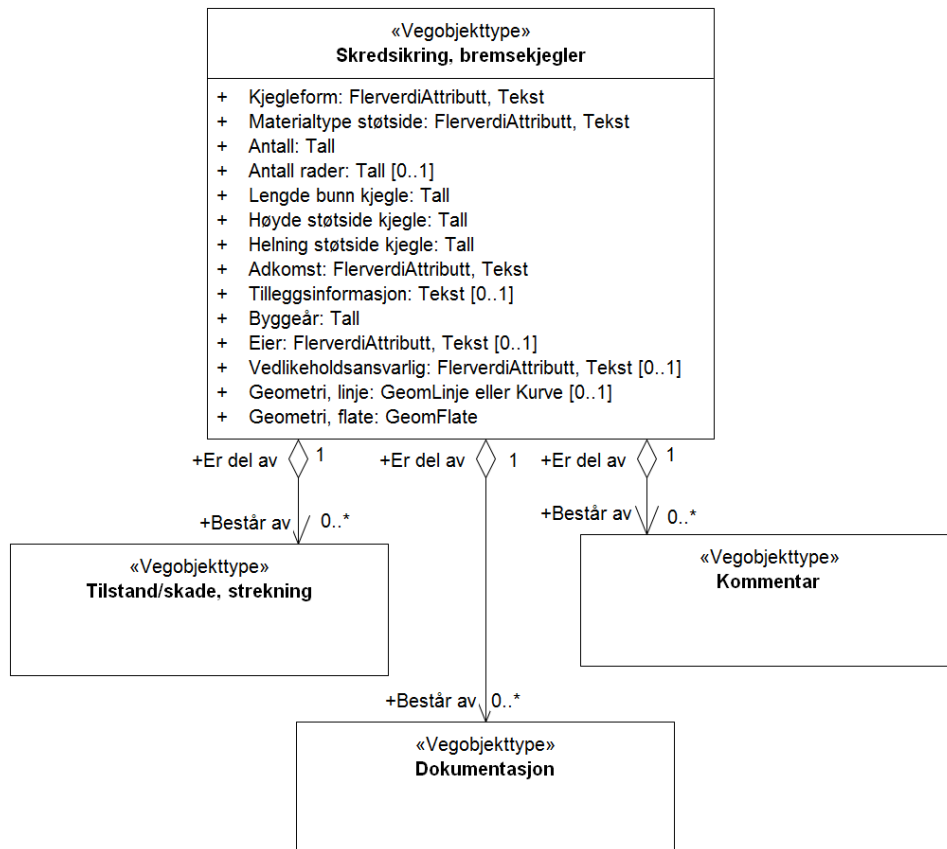 «Vegobjekttype»
Skredsikring, bremsekjegler
+ Kjegleform: FlerverdiAttributt, Tekst
+ Materialtype støtside: FlerverdiAttributt, Tekst
+ Antall: Tall
+ Antall rader: Tall [0..1]
+ Lengde bunn kjegle: Tall
+ Høyde støtside kjegle: Tall
+ Helning støtside kjegle: Tall
+ Adkomst: FlerverdiAttributt, Tekst
+ Tilleggsinformasjon: Tekst [0..1]
+ Byggeår: Tall
+ Eier: FlerverdiAttributt, Tekst [0..1]
+ Vedlikeholdsansvarlig: FlerverdiAttributt, Tekst [0..1]
+ Geometri, linje: GeomLinje eller Kurve [0..1]
+ Geometri, flate: GeomFlate
+Er del av 1 +Er del av 1 +Er del av 1
+Består av 0..* +Består av 0..*
«Vegobjekttype»
Tilstand/skade, strekning
«Vegobjekttype»
Kommentar
+Består av 0..*
«Vegobjekttype»
Dokumentasjon